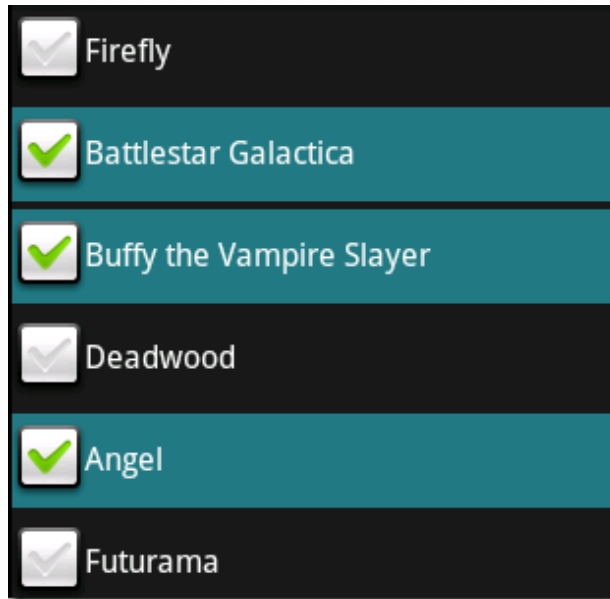 Firefly
Battlestar Galactica
Buffy the Vampire Slayer
Deadwood
Angel
Futurama